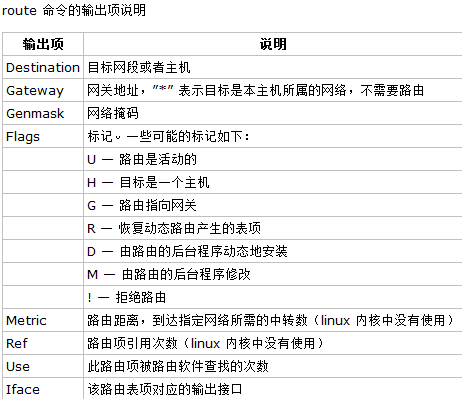 route 命令的输出项说明
输出项 说明
Destination 目标网段或者主机
Gateway 网关地址，”*” 表示目标是本主机所属的网络，不需要路由
Genmask 网络掩码
Flags 标记。一些可能的标记如下：
U — 路由是活动的
H — 目标是一个主机
G — 路由指向网关
R — 恢复动态路由产生的表项
D — 由路由的后台程序动态地安装
M — 由路由的后台程序修改
! — 拒绝路由
Metric 路由距离，到达指定网络所需的中转数（linux 内核中没有使用）
Ref 路由项引用次数（linux 内核中没有使用）
Use 此路由项被路由软件查找的次数
Iface 该路由表项对应的输出接口